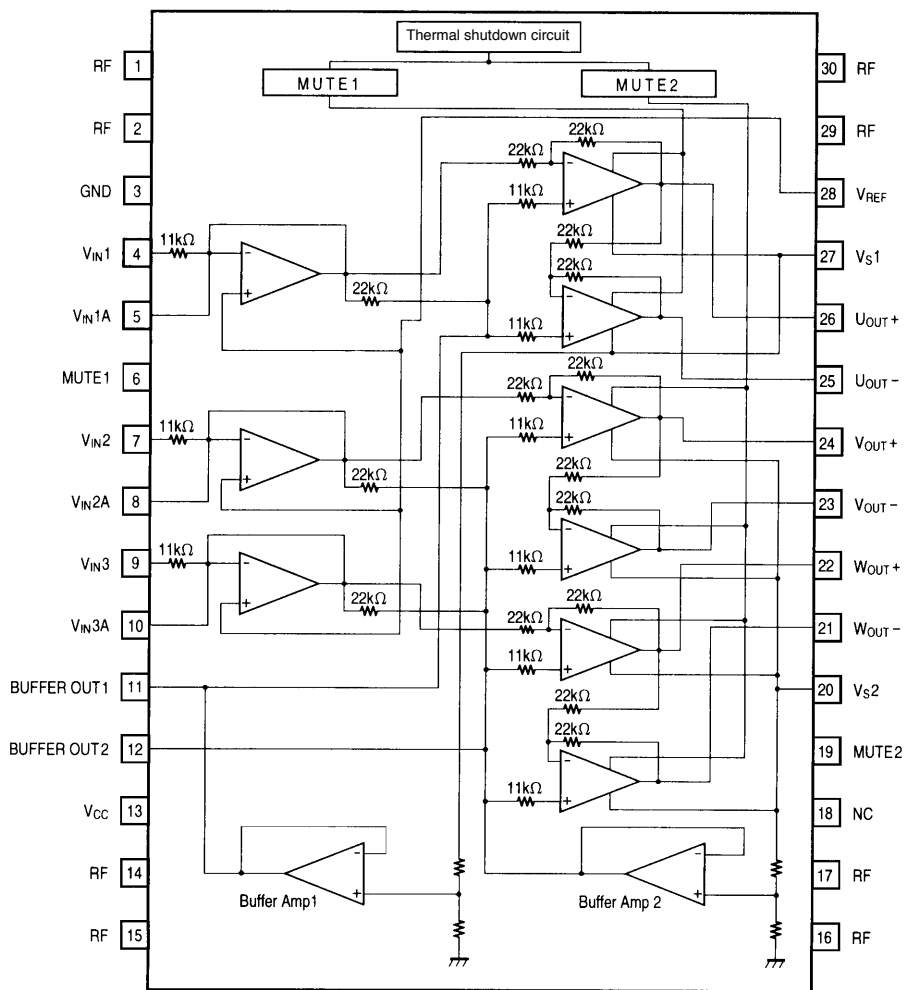 Thermal shutdown circuit
MUTE1
MUTE2
RF 1
RF 2
GND 3
VIN1 4
VIN1A 5
MUTE1 6
VIN2 7
VIN2A 8
VIN3 9
VIN3A 10
BUFFER OUT1 11
BUFFER OUT2 12
VCC 13
RF 14
RF 15
30 RF
29 RF
28 VREF
27 VS1
26 UOUT+
25 UOUT−
24 VOUT+
23 VOUT−
22 WOUT+
21 WOUT−
20 VS2
19 MUTE2
18 NC
17 RF
16 RF
11kΩ
- +
22kΩ
11kΩ
- +
22kΩ
11kΩ
- +
22kΩ
22kΩ
22kΩ
11kΩ
- +
22kΩ
22kΩ
11kΩ
- +
22kΩ
22kΩ
11kΩ
- +
22kΩ
22kΩ
11kΩ
- +
22kΩ
22kΩ
11kΩ
- +
22kΩ
22kΩ
11kΩ
- +
- +
Buffer Amp1
- +
Buffer Amp 2